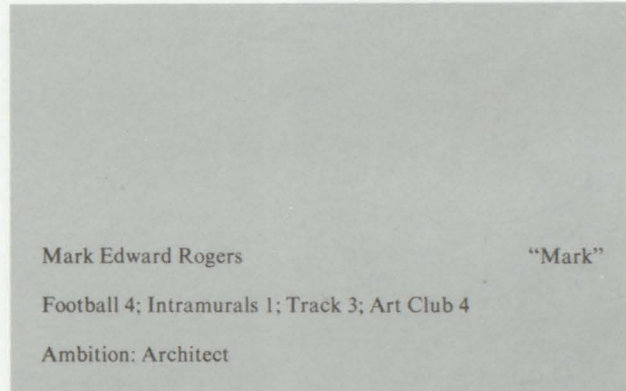 Mark Edward Rogers "Mark"
Football 4; Intramurals 1; Track 3; Art Club 4
Ambition: Architect